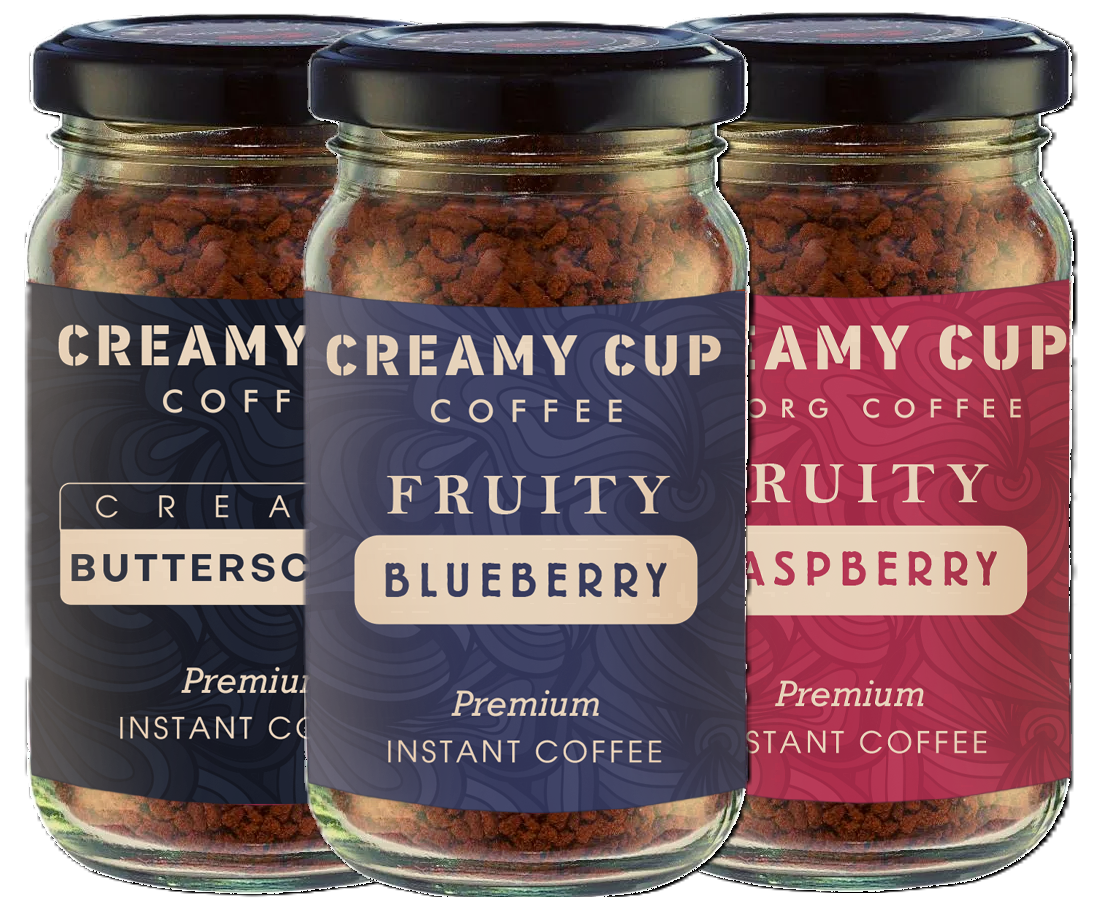 CREAMY
COFF
CREA
BUTTERSC
Premiu
INSTANT CO
CREAMY CUP
COFFEE
FRUITY
BLUEBERRY
Premium
INSTANT COFFEE
EAMY CUP
ORG COFFEE
RUITY
ASPBERRY
Premium
STANT COFFEE